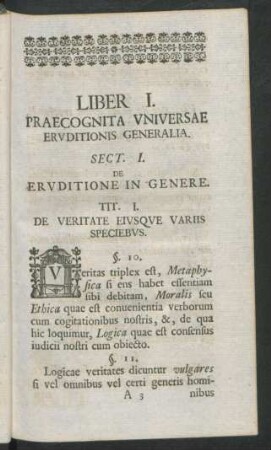 LIBER I.
PRAECOGNITA VNIVERSAE
ERVDITIONIS GENERALIA.
SECT. I.
DE
ERVDITIONE IN GENERE.
TIT. I.
DE VERITATE EIVSQVE VARIIS
SPECIEBVS.
§. 10.
Veritas triplex est, Metaphy-
sica si ens habet essentiam
sibi debitam, Moralis seu
Ethica quae est conuenientia verborum
cum cogitationibus nostris, &, de qua
hic loquimur, Logica quae est consensus
iudicii nostri cum obiecto.
§. 11.
Logicae veritates dicuntur vulgares
si vel omnibus vel certi generis homi-
A 3 nibus